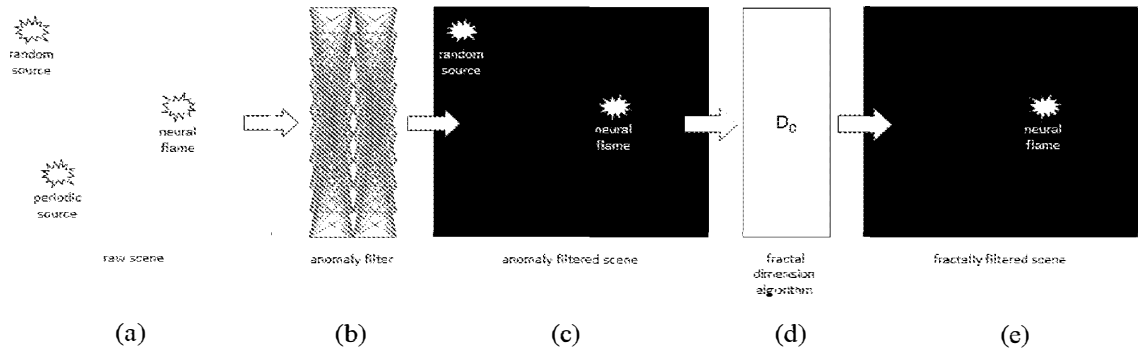 random
source
neural
flame
periodic
source
random
source
neural
flame
D0
neural
flame
raw scene
anomaly filter
anomaly filtered scene
fractal
dimension
algorithm
fractally filtered scene
(a)
(b)
(c)
(d)
(e)